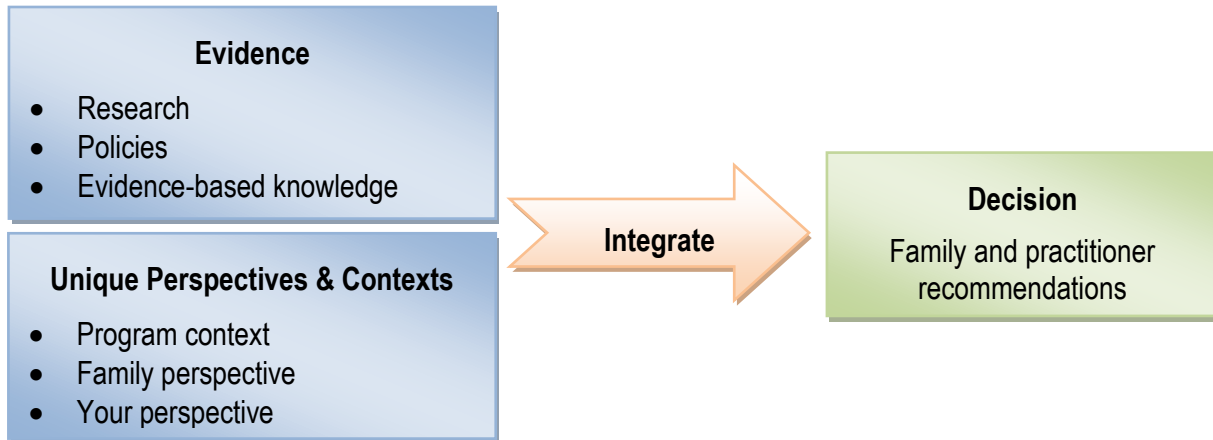 Evidence
• Research
• Policies
• Evidence-based knowledge
Unique Perspectives & Contexts
• Program context
• Family perspective
• Your perspective
Integrate
Decision
Family and practitioner
recommendations